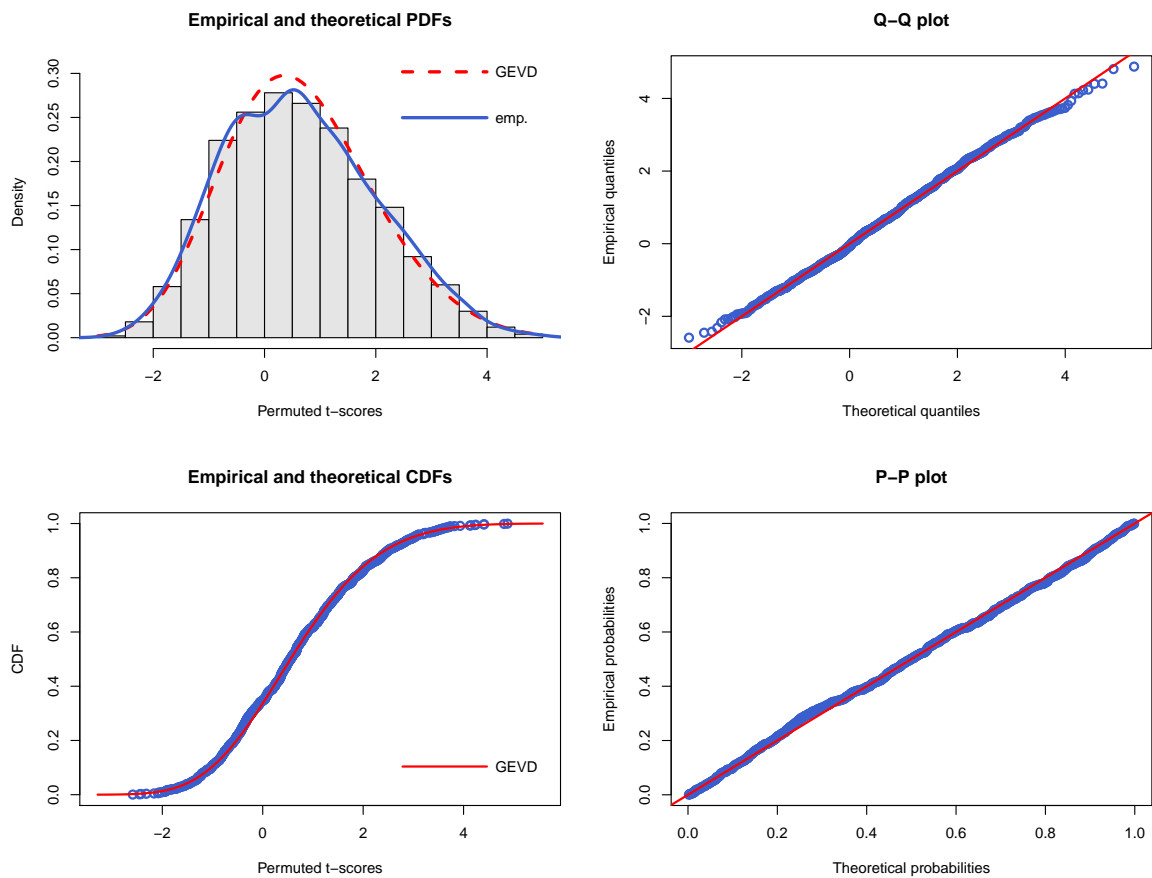 Empirical and theoretical PDFs
Density
0.00 0.05 0.10 0.15 0.20 0.25 0.30
GEVD
emp.
−2 0 2 4
Permuted t−scores
Q−Q plot
Empirical quantiles
−2 0 2 4
−2 0 2 4
Theoretical quantiles
Empirical and theoretical CDFs
CDF
0.0 0.2 0.4 0.6 0.8 1.0
GEVD
−2 0 2 4
Permuted t−scores
P−P plot
Empirical probabilities
0.0 0.2 0.4 0.6 0.8 1.0
0.0 0.2 0.4 0.6 0.8 1.0
Theoretical probabilities